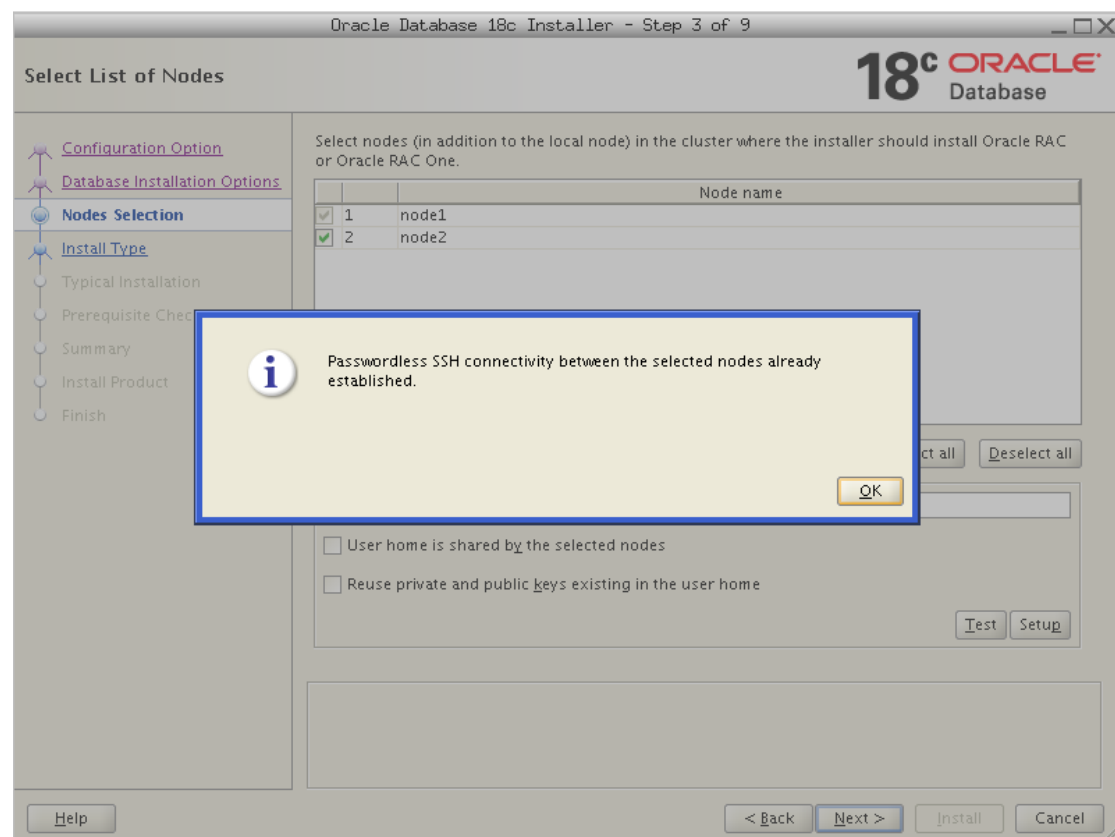 Oracle Database 18c Installer - Step 3 of 9
Select List of Nodes
18c ORACLE
Database
Configuration Option
Database Installation Options
Nodes Selection
Install Type
Typical Installation
Prerequisite Chec
Summary
Install Product
Finish
Select nodes (in addition to the local node) in the cluster where the installer should install Oracle RAC
or Oracle RAC One.
Node name
1 node1
2 node2
Passwordless SSH connectivity between the selected nodes already
established.
OK
ct all Deselect all
User home is shared by the selected nodes
Reuse private and public keys existing in the user home
Test Setup
Help < Back Next > Install Cancel